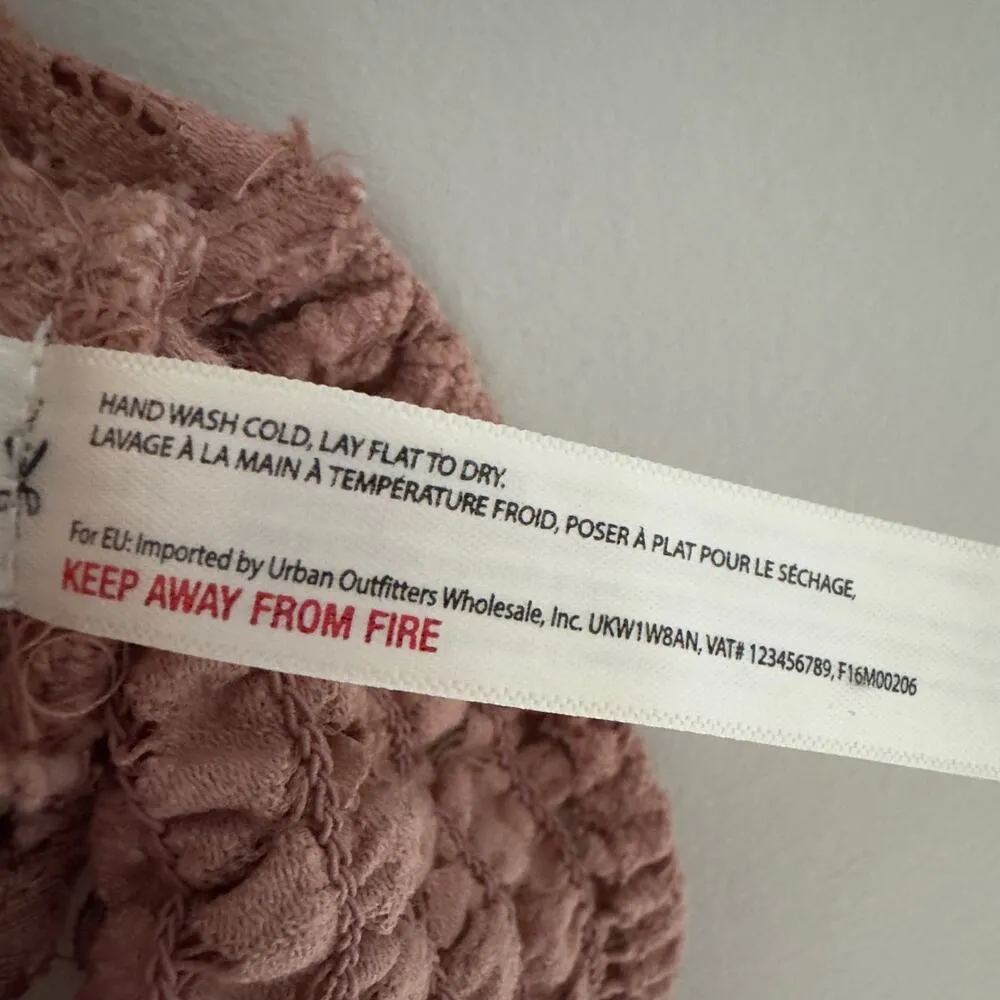 HAND WASH COLD, LAY FLAT TO DRY.
LAVAGE À LA MAIN À TEMPÉRATURE FROID, POSER À PLAT POUR LE SÉCHAGE,
For EU: Imported by Urban Outfitters Wholesale, Inc. UKW1W8AN, VAT# 123456789, F16M00206
KEEP AWAY FROM FIRE